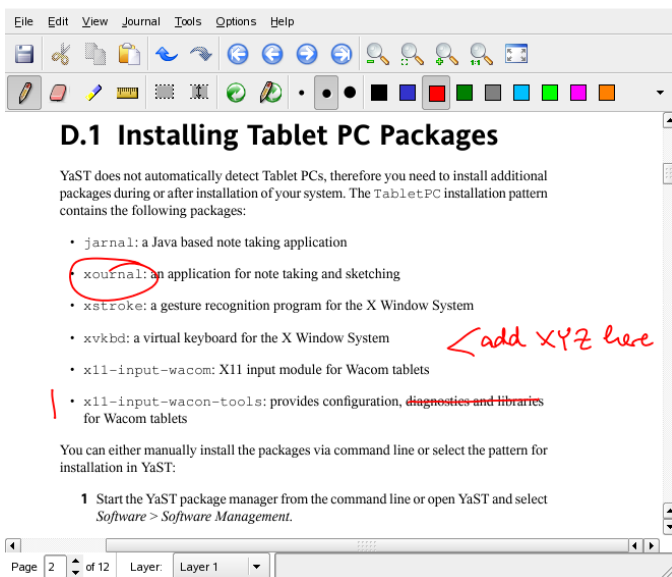 File Edit View Journal Tools Options Help
D.1 Installing Tablet PC Packages
YaST does not automatically detect Tablet PCs, therefore you need to install additional
packages during or after installation of your system. The TabletPC installation pattern
contains the following packages:
• jarnal: a Java based note taking application
• xournal: an application for note taking and sketching
• xstroke: a gesture recognition program for the X Window System
• xvkbd: a virtual keyboard for the X Window System
add XYZ here
• x11-input-wacom: X11 input module for Wacom tablets
• x11-input-wacon-tools: provides configuration, diagnostics and libraries
for Wacom tablets
You can either manually install the packages via command line or select the pattern for
installation in YaST:
1 Start the YaST package manager from the command line or open YaST and select
Software > Software Management.
Page 2 of 12 Layer: Layer 1